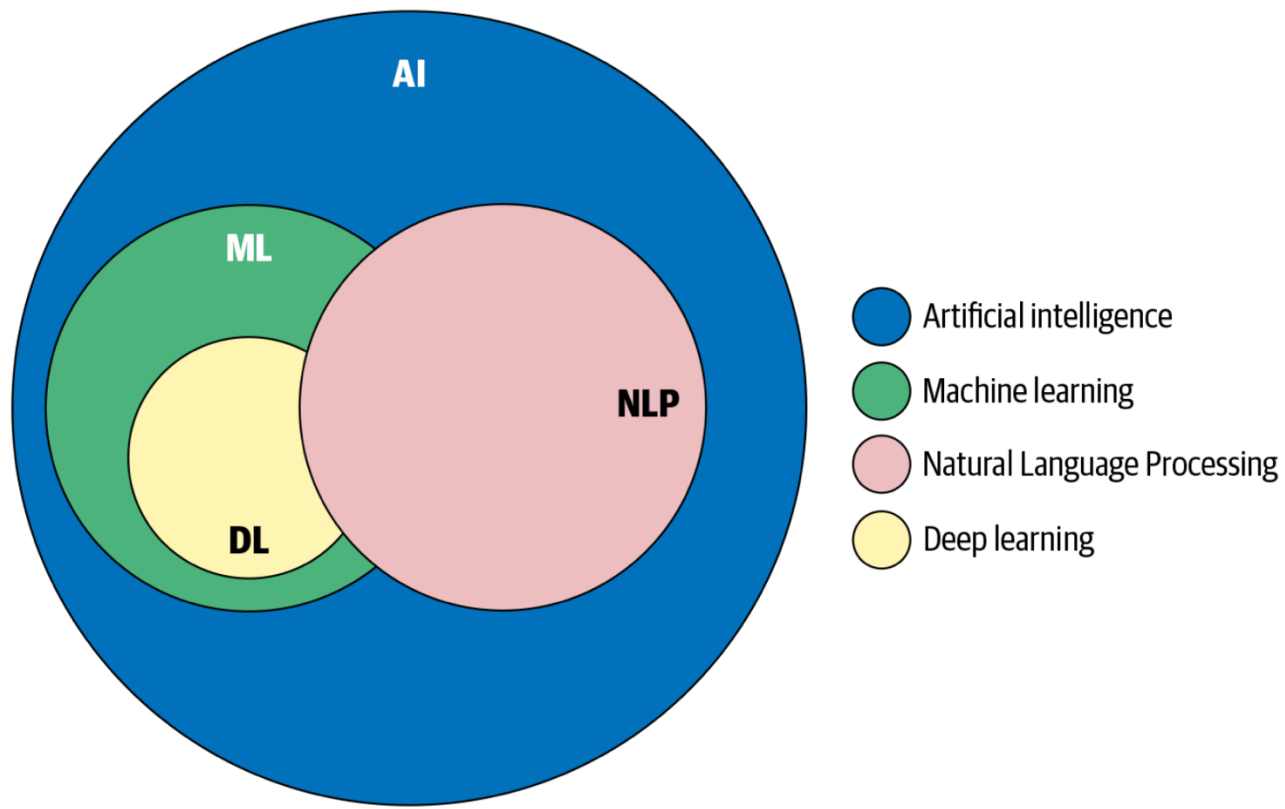 AI
ML
NLP
DL
Artificial intelligence
Machine learning
Natural Language Processing
Deep learning